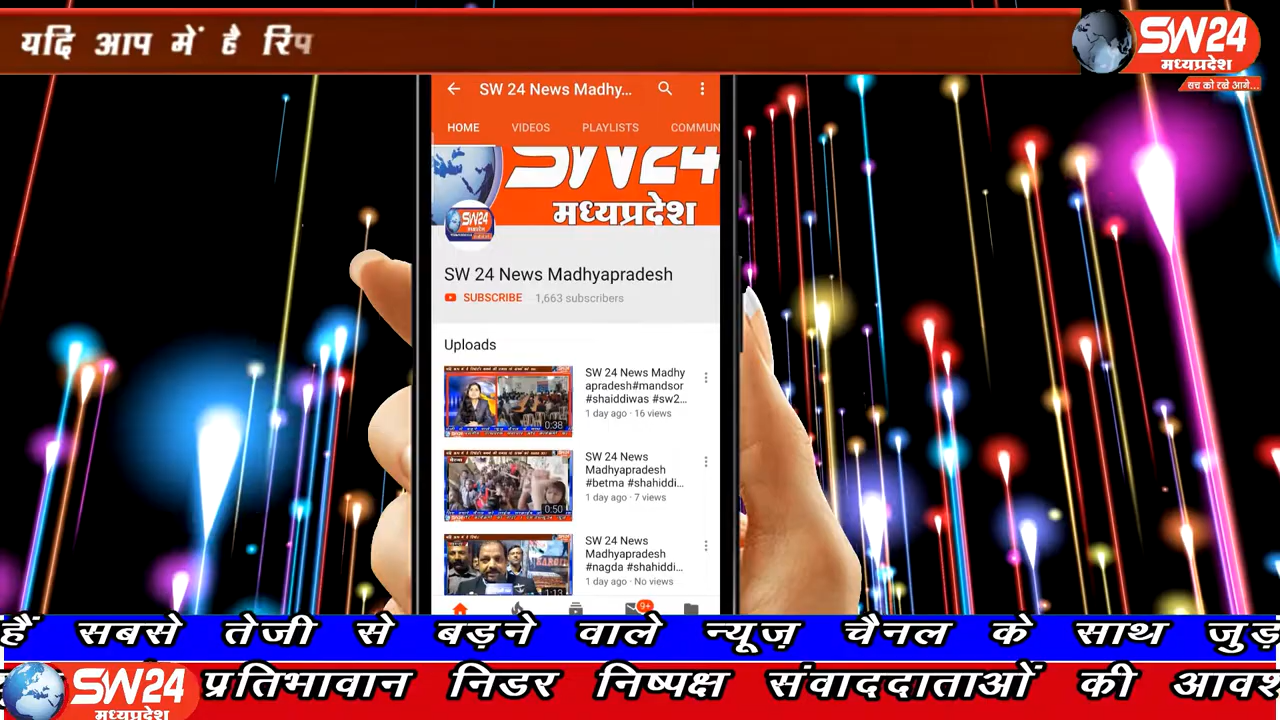 यदि आप में है रिप
SW24
मध्यप्रदेश
सच को रखे आगे...
SW 24 News Madhy...
HOME VIDEOS PLAYLISTS COMMUN
SW24
मध्यप्रदेश
SW24
SW 24 News Madhyapradesh
SUBSCRIBE 1,663 subscribers
Uploads
SW 24 News Madhy
apradesh#mandsor
#shaiddiwas #sw2...
1 day ago · 16 views
0:38
SW 24 News
Madhyapradesh
#betma #shahiddi...
1 day ago · 7 views
0:50
SW 24 News
Madhyapradesh
#nagda #shahiddi...
1 day ago · No views
1:13
9+
हैं सबसे तेजी से बड़ने वाले न्यूज़ चैनल के साथ जुड़
SW24
मध्यप्रदेश
प्रतिभावान निडर निष्पक्ष संवाददाताओं की आवश